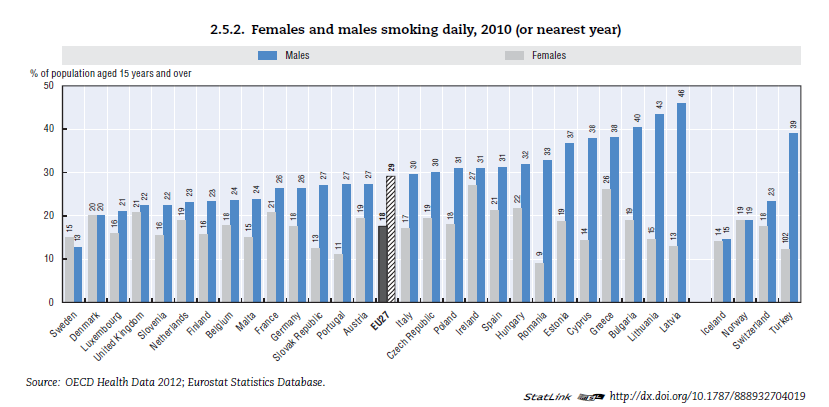 2.5.2. Females and males smoking daily, 2010 (or nearest year)
Males Females
% of population aged 15 years and over
50
40
30
20
10
0
15 13 20 20 16 21 21 22 16 22 19 23 16 23 18 24 15 24 21 26 18 26 13 27 11 27 19 27 18 29 17 30 19 30 18 31 27 31 21 31 22 32 9 33 19 37 14 38 26 38 19 40 15 43 13 46 14 15 19 19 18 23 102 39
Sweden
Denmark
Luxembourg
United Kingdom
Slovenia
Netherlands
Finland
Belgium
Malta
France
Germany
Slovak Republic
Portugal
Austria
EU27
Italy
Czech Republic
Poland
Ireland
Spain
Hungary
Romania
Estonia
Cyprus
Greece
Bulgaria
Lithuania
Latvia
Iceland
Norway
Switzerland
Turkey
Source: OECD Health Data 2012; Eurostat Statistics Database.
StatLink http://dx.doi.org/10.1787/888932704019